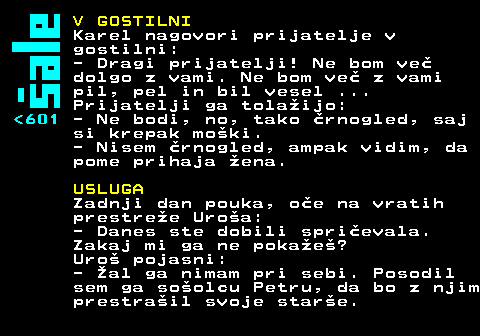 Šale
<601
V GOSTILNI
Karel nagovori prijatelje v
gostilni:
- Dragi prijatelji! Ne bom več
dolgo z vami. Ne bom več z vami
pil, pel in bil vesel ...
Prijatelji ga tolažijo:
- Ne bodi, no, tako črnogled, saj
si krepak moški.
- Nisem črnogled, ampak vidim, da
pome prihaja žena.
USLUGA
Zadnji dan pouka, oče na vratih
prestreže Uroša:
- Danes ste dobili spričevala.
Zakaj mi ga ne pokažeš?
Uroš pojasni:
- Žal ga nimam pri sebi. Posodil
sem ga sošolcu Petru, da bo z njim
prestrašil svoje starše.